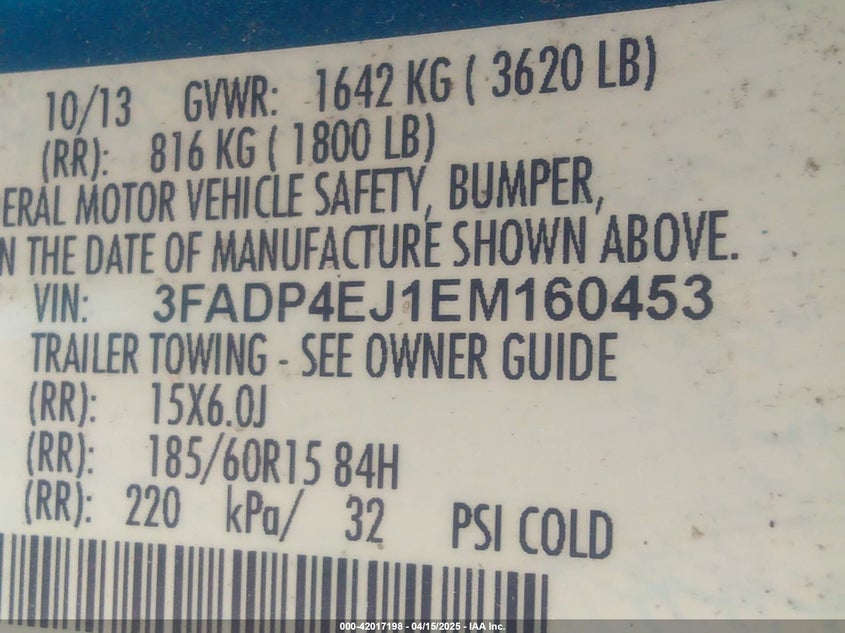 10/13 GVWR: 1642 KG ( 3620 LB)
(RR): 816 KG ( 1800 LB)
ERAL MOTOR VEHICLE SAFETY, BUMPER,
N THE DATE OF MANUFACTURE SHOWN ABOVE.
VIN: 3FADP4EJ1EM160453
TRAILER TOWING - SEE OWNER GUIDE
(RR): 15X6.0J
(RR): 185/60R15 84H
(RR): 220 kPa/ 32 PSI COLD
000-42017198 - 04/15/2025 - IAA Inc.